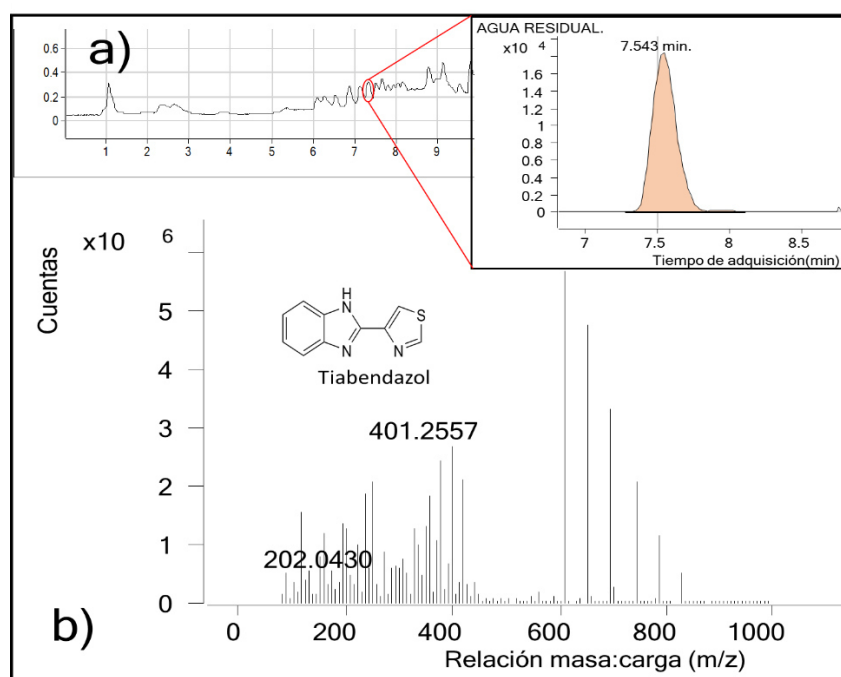 a)
0.6
0.4
0.2
0
1 2 3 4 5 6 7 8 9
AGUA RESIDUAL.
x10 4
7.543 min.
1.6
1.4
1.2
1
0.8
0.6
0.4
0.2
0
7 7.5 8 8.5
Tiempo de adquisición(min)
Cuentas
x10
6
5
4
3
2
1
0
H
N
S
N
N
Tiabendazol
401.2557
202.0430
0 200 400 600 800 1000
Relación masa:carga (m/z)
b)